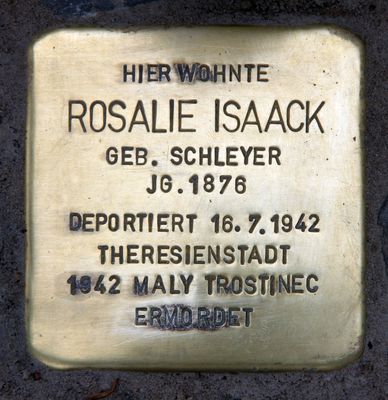 HIER WOHNTE
ROSALIE ISAACK
GEB. SCHLEYER
JG. 1876
DEPORTIERT 16.7.1942
THERESIENSTADT
1942 MALY TROSTINEC
ERMORDET